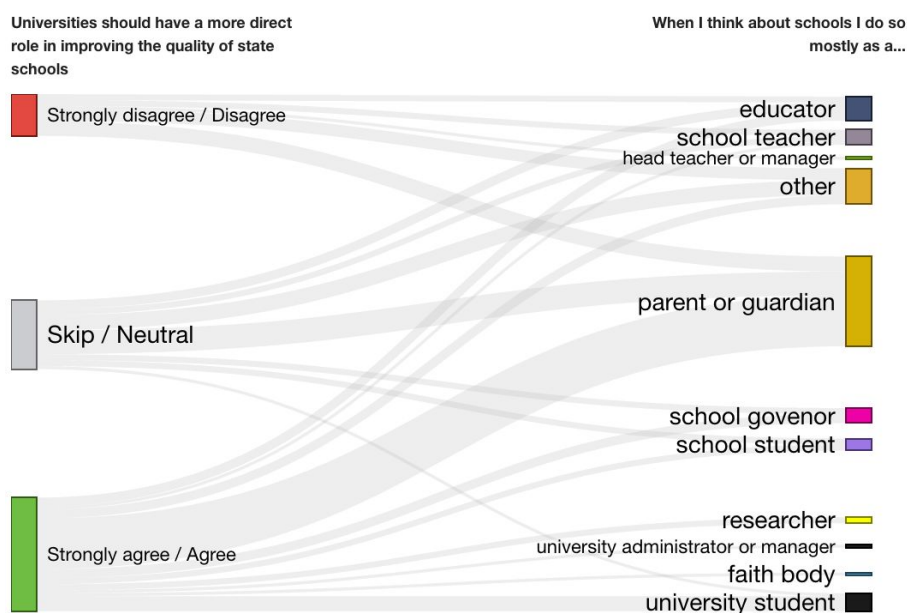 Universities should have a more direct
role in improving the quality of state
schools
When I think about schools I do so
mostly as a...
Strongly disagree / Disagree
Skip / Neutral
Strongly agree / Agree
educator
school teacher
head teacher or manager
other
parent or guardian
school govenor
school student
researcher
university administrator or manager
faith body
university student